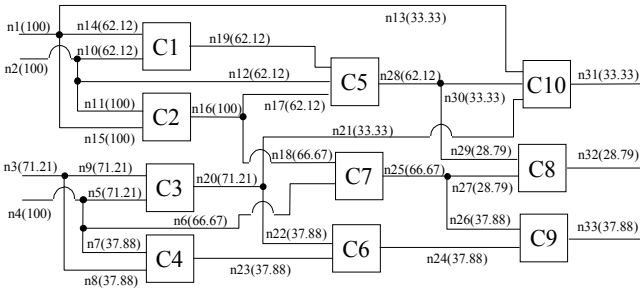 n1(100)
n14(62.12)
n13(33.33)
n10(62.12)
C1
n19(62.12)
n2(100)
n12(62.12)
C5
n28(62.12)
C10
n31(33.33)
n11(100)
C2
n16(100)
n17(62.12)
n30(33.33)
n15(100)
n21(33.33)
n3(71.21)
n9(71.21)
C3
n20(71.21)
n18(66.67)
C7
n25(66.67)
n29(28.79)
C8
n32(28.79)
n5(71.21)
n27(28.79)
n4(100)
n6(66.67)
n26(37.88)
n7(37.88)
C4
n22(37.88)
C6
C9
n33(37.88)
n8(37.88)
n23(37.88)
n24(37.88)